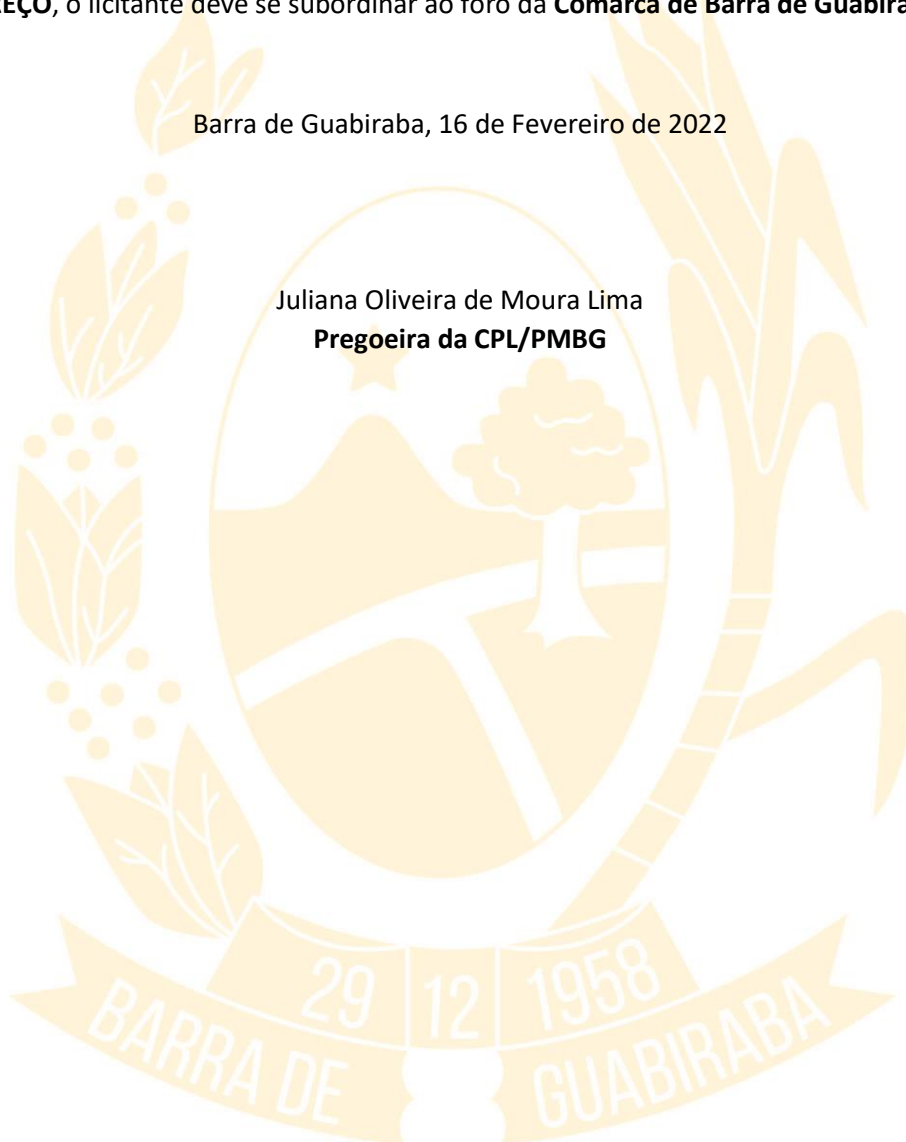 , o licitante deve se subordinar ao foro da Comarca de Barra de
Barra de Guabiraba, 16 de Fevereiro de 2022
Juliana Oliveira de Moura Lima
Pregoeira da CPL/PMBG
29 12 1958
BARRA DE GUABIRABA